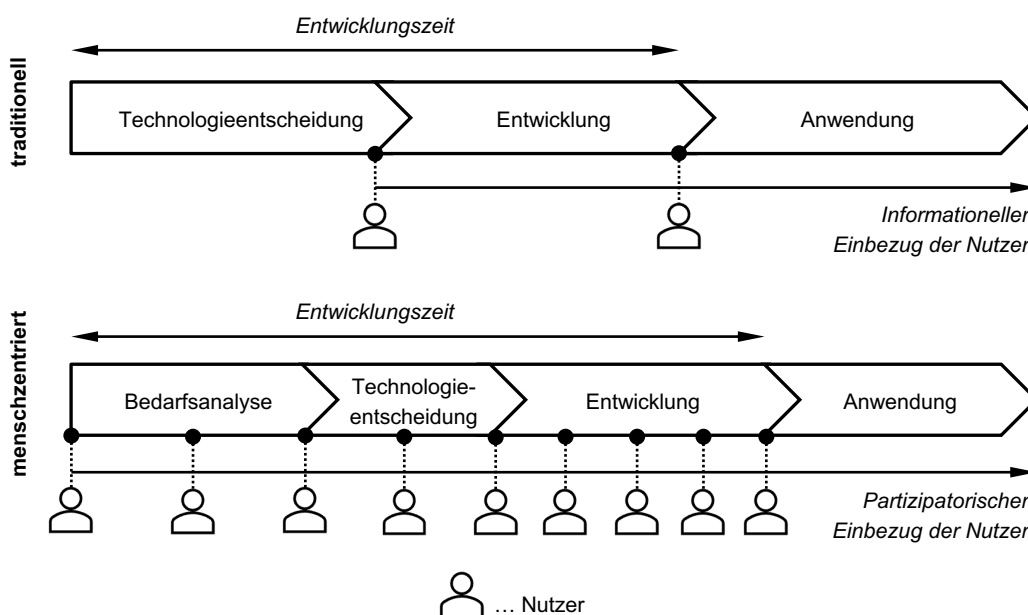 Entwicklungszeit
traditionell
Technologieentscheidung
Entwicklung
Anwendung
Informationeller
Einbezug der Nutzer
Entwicklungszeit
menschzentriert
Bedarfsanalyse
Technologie-
entscheidung
Entwicklung
Anwendung
Partizipatorischer
Einbezug der Nutzer
... Nutzer